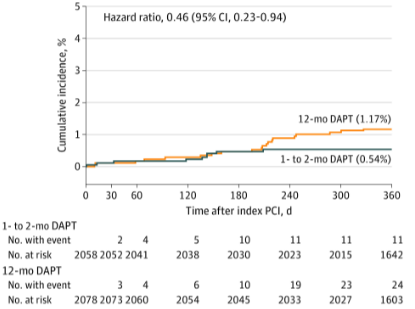 Hazard ratio, 0.46 (95% CI, 0.23-0.94)
Cumulative incidence, %
5
4
3
2
1
0
12-mo DAPT (1.17%)
1- to 2-mo DAPT (0.54%)
0 30 60 120 180 240 300 360
Time after index PCI, d
1- to 2-mo DAPT
No. with event 2 4 5 10 11 11 11
No. at risk 2058 2052 2041 2038 2030 2023 2015 1642
12-mo DAPT
No. with event 3 4 6 10 19 23 24
No. at risk 2078 2073 2060 2054 2045 2033 2027 1603